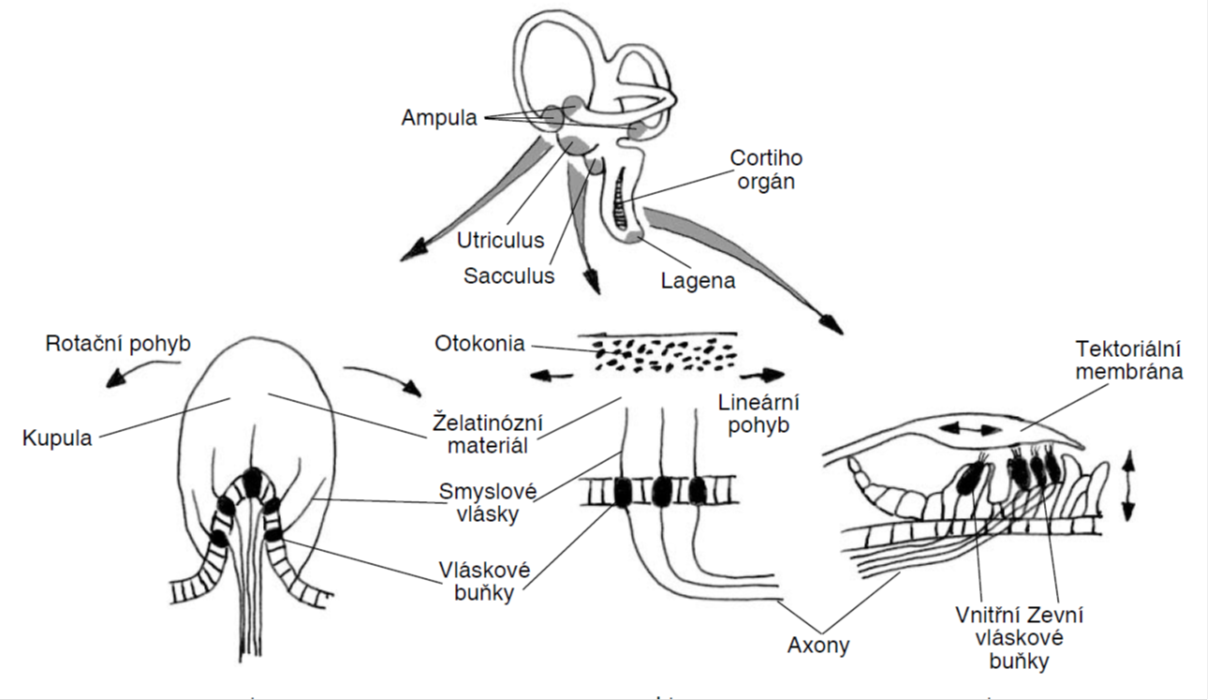 Ampula
Cortiho
orgán
Utriculus
Sacculus
Lagena
Rotační pohyb
Otokonia
Tektoriální
membrána
Lineární
pohyb
Kupula
Želatinózní
materiál
Smyslové
vlásky
Vláskové
buňky
Axony
Vnitřní Zevní
vláskové
buňky